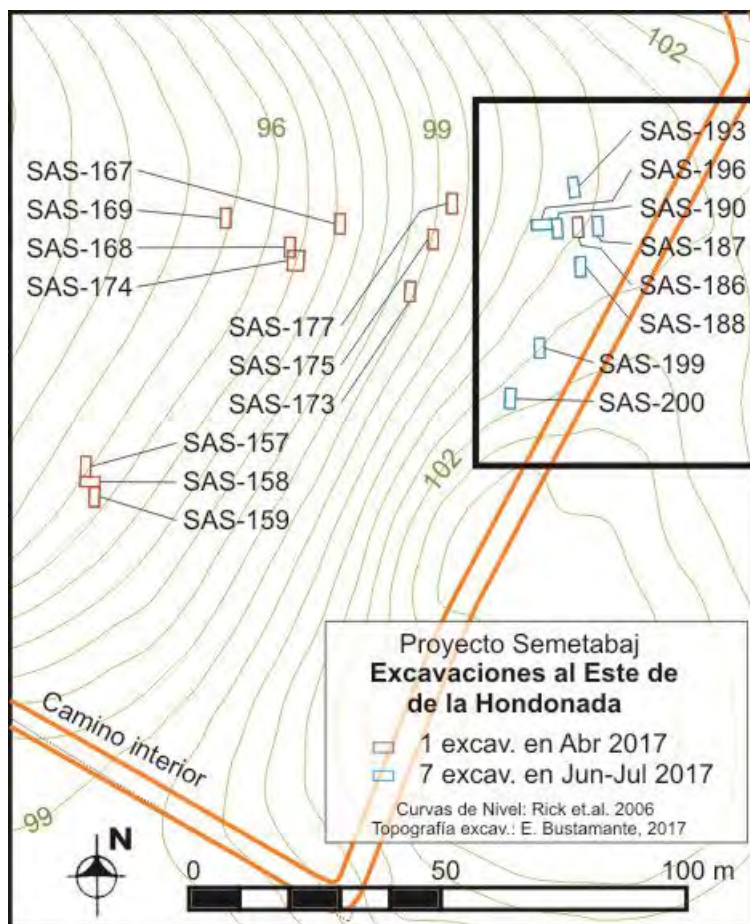 102
96
99
SAS-193
SAS-196
SAS-190
SAS-187
SAS-186
SAS-188
SAS-199
SAS-200
SAS-167
SAS-169
SAS-168
SAS-174
SAS-177
SAS-175
SAS-173
SAS-157
SAS-158
SAS-159
102
Proyecto Semetabaj
Excavaciones al Este de
de la Hondonada
1 excav. en Abr 2017
7 excav. en Jun-Jul 2017
Curvas de Nivel: Rick et.al. 2006
Topografía excav.: E. Bustamante, 2017
Camino interior
99
N
0 50 100 m